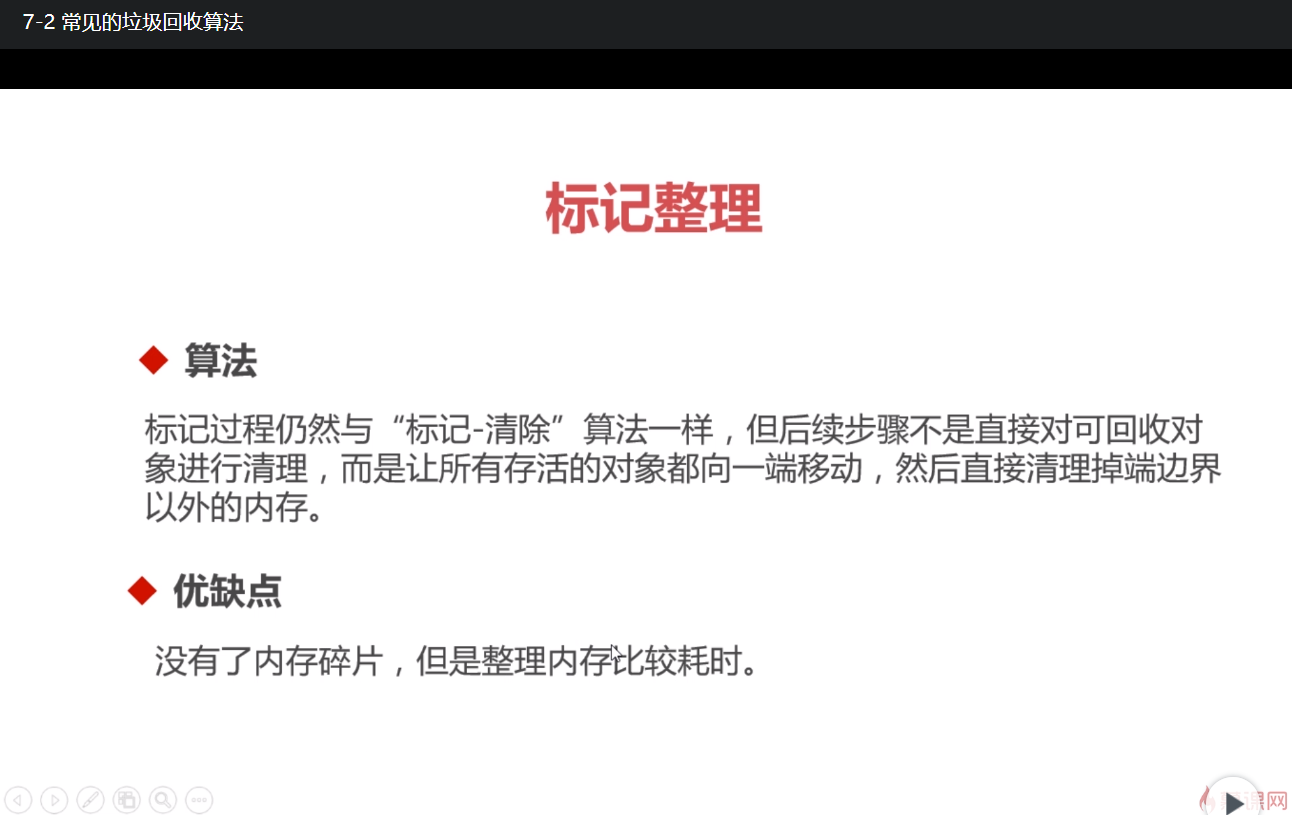 7-2 常见的垃圾回收算法
标记整理
算法
标记过程仍然与“标记-清除”算法一样，但后续步骤不是直接对可回收对
象进行清理，而是让所有存活的对象都向一端移动，然后直接清理掉端边界
以外的内存。
优缺点
没有了内存碎片，但是整理内存比较耗时。
课网